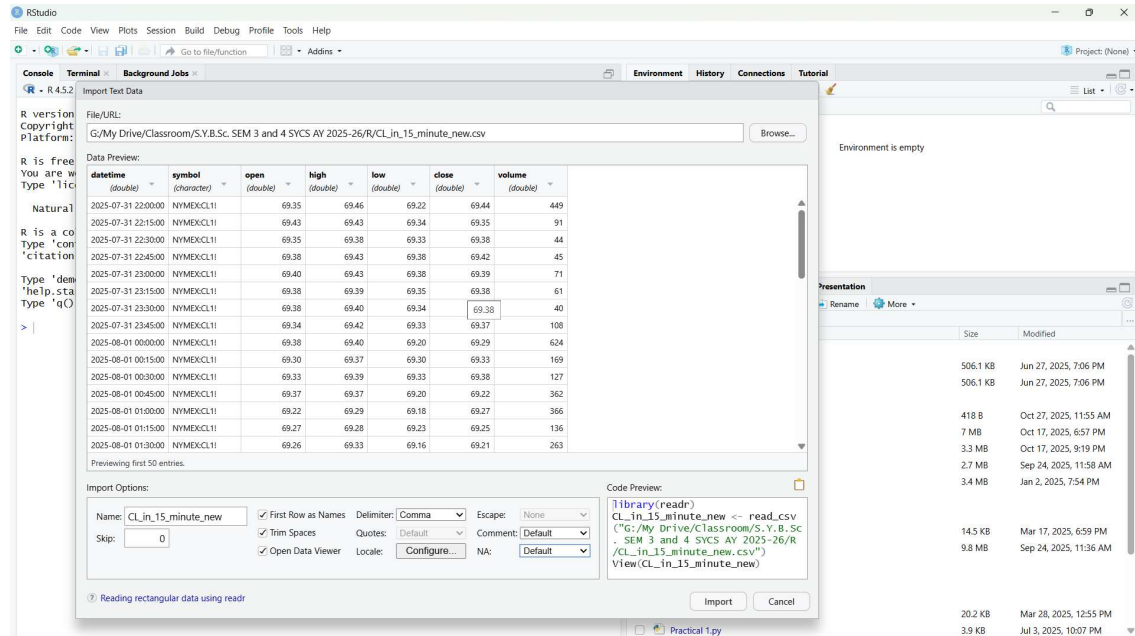 RStudio
File Edit Code View Plots Session Build Debug Profile Tools Help
Go to file/function Addins Project: (None)
Console Terminal Background Jobs
R 4.5.2
R version
Copyright
Platform:
R is free
You are w
Type 'lic
Natural
R is a co
Type 'con
'citation
Type 'dem
'help.sta
Type 'q()
>
Import Text Data
File/URL:
G:/My Drive/Classroom/S.Y.B.Sc. SEM 3 and 4 SYCS AY 2025-26/R/CL_in_15_minute_new.csv Browse...
Data Preview:
datetime symbol open high low close volume
(double) (character) (double) (double) (double) (double) (double)
2025-07-31 22:00:00 NYMEX:CL1! 69.35 69.46 69.22 69.44 449
2025-07-31 22:15:00 NYMEX:CL1! 69.43 69.43 69.34 69.35 91
2025-07-31 22:30:00 NYMEX:CL1! 69.35 69.38 69.33 69.38 44
2025-07-31 22:45:00 NYMEX:CL1! 69.38 69.43 69.38 69.42 45
2025-07-31 23:00:00 NYMEX:CL1! 69.40 69.43 69.38 69.39 71
2025-07-31 23:15:00 NYMEX:CL1! 69.38 69.39 69.35 69.38 61
2025-07-31 23:30:00 NYMEX:CL1! 69.38 69.40 69.34 69.38 40
2025-07-31 23:45:00 NYMEX:CL1! 69.34 69.42 69.33 69.37 108
2025-08-01 00:00:00 NYMEX:CL1! 69.38 69.40 69.20 69.29 624
2025-08-01 00:15:00 NYMEX:CL1! 69.30 69.37 69.30 69.33 169
2025-08-01 00:30:00 NYMEX:CL1! 69.33 69.39 69.33 69.38 127
2025-08-01 00:45:00 NYMEX:CL1! 69.37 69.37 69.20 69.22 362
2025-08-01 01:00:00 NYMEX:CL1! 69.22 69.29 69.18 69.27 366
2025-08-01 01:15:00 NYMEX:CL1! 69.27 69.28 69.23 69.25 136
2025-08-01 01:30:00 NYMEX:CL1! 69.26 69.33 69.16 69.21 263
Previewing first 50 entries.
Import Options:
Name: CL_in_15_minute_new
Skip: 0
First Row as Names
Trim Spaces
Open Data Viewer
Delimiter: Comma
Quotes: Default
Locale: Configure...
Escape: None
Comment: Default
NA: Default
Code Preview:
library(readr)
CL_in_15_minute_new <- read_csv
("G:/My Drive/Classroom/S.Y.B.Sc
. SEM 3 and 4 SYCS AY 2025-26/R
/CL_in_15_minute_new.csv")
View(CL_in_15_minute_new)
Reading rectangular data using readr
Import Cancel
Environment History Connections Tutorial
List
Environment is empty
Presentation
Rename More
Size Modified
506.1 KB Jun 27, 2025, 7:06 PM
506.1 KB Jun 27, 2025, 7:06 PM
418 B Oct 27, 2025, 11:55 AM
7 MB Oct 17, 2025, 6:57 PM
3.3 MB Oct 17, 2025, 9:19 PM
2.7 MB Sep 24, 2025, 11:58 AM
3.4 MB Jan 2, 2025, 7:54 PM
14.5 KB Mar 17, 2025, 6:59 PM
9.8 MB Sep 24, 2025, 11:36 AM
20.2 KB Mar 28, 2025, 12:55 PM
Practical 1.py 3.9 KB Jul 3, 2025, 10:07 PM